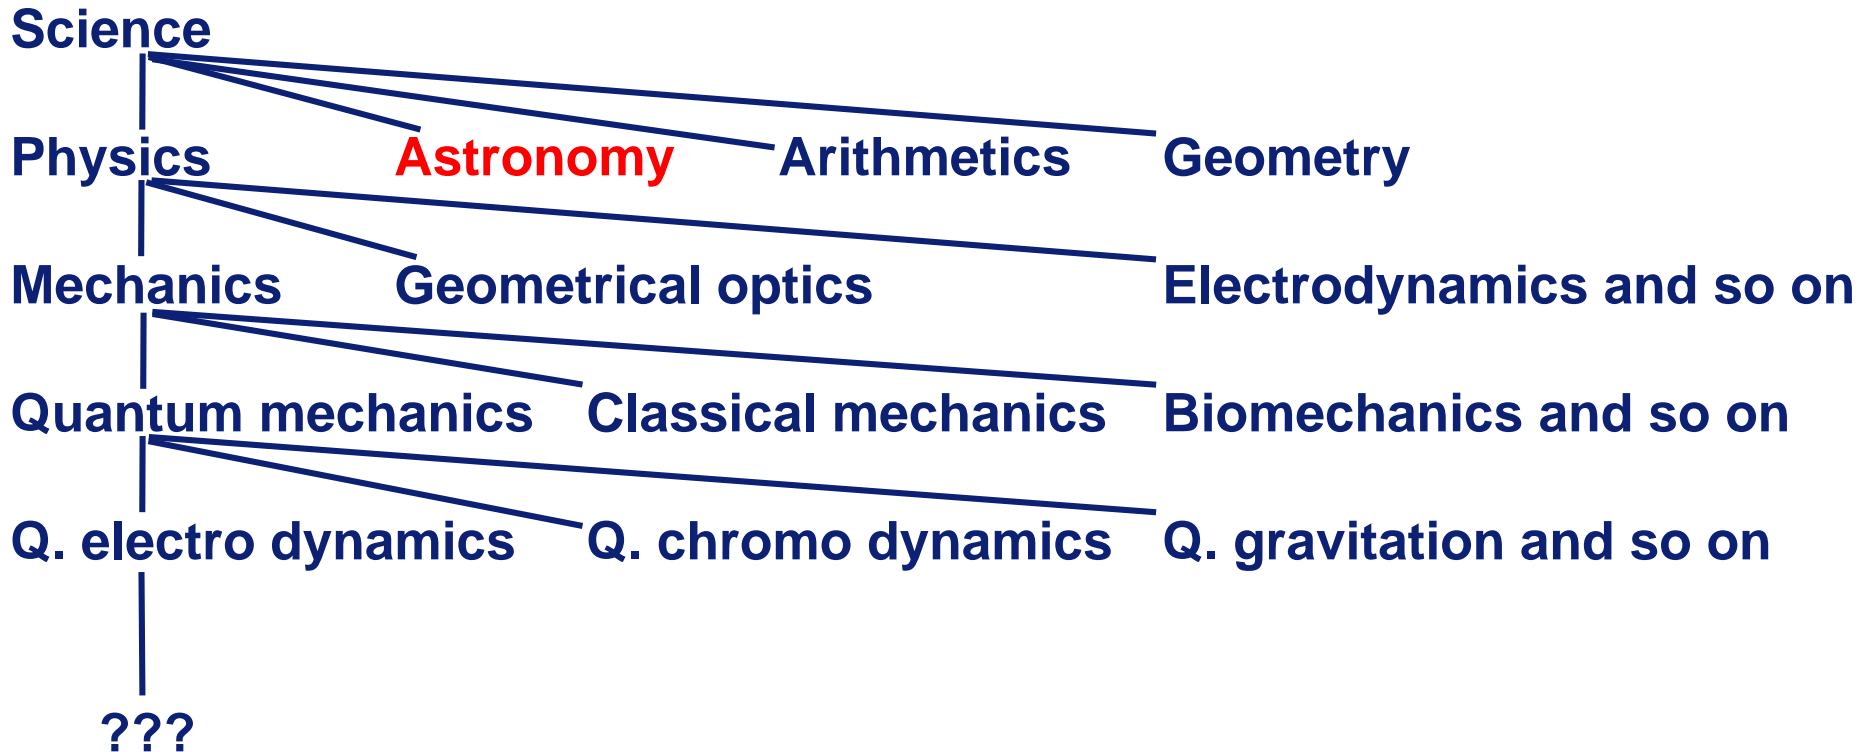 Science
Physics Astronomy Arithmetics Geometry
Mechanics Geometrical optics Electrodynamics and so on
Quantum mechanics Classical mechanics Biomechanics and so on
Q. electro dynamics Q. chromo dynamics Q. gravitation and so on
???